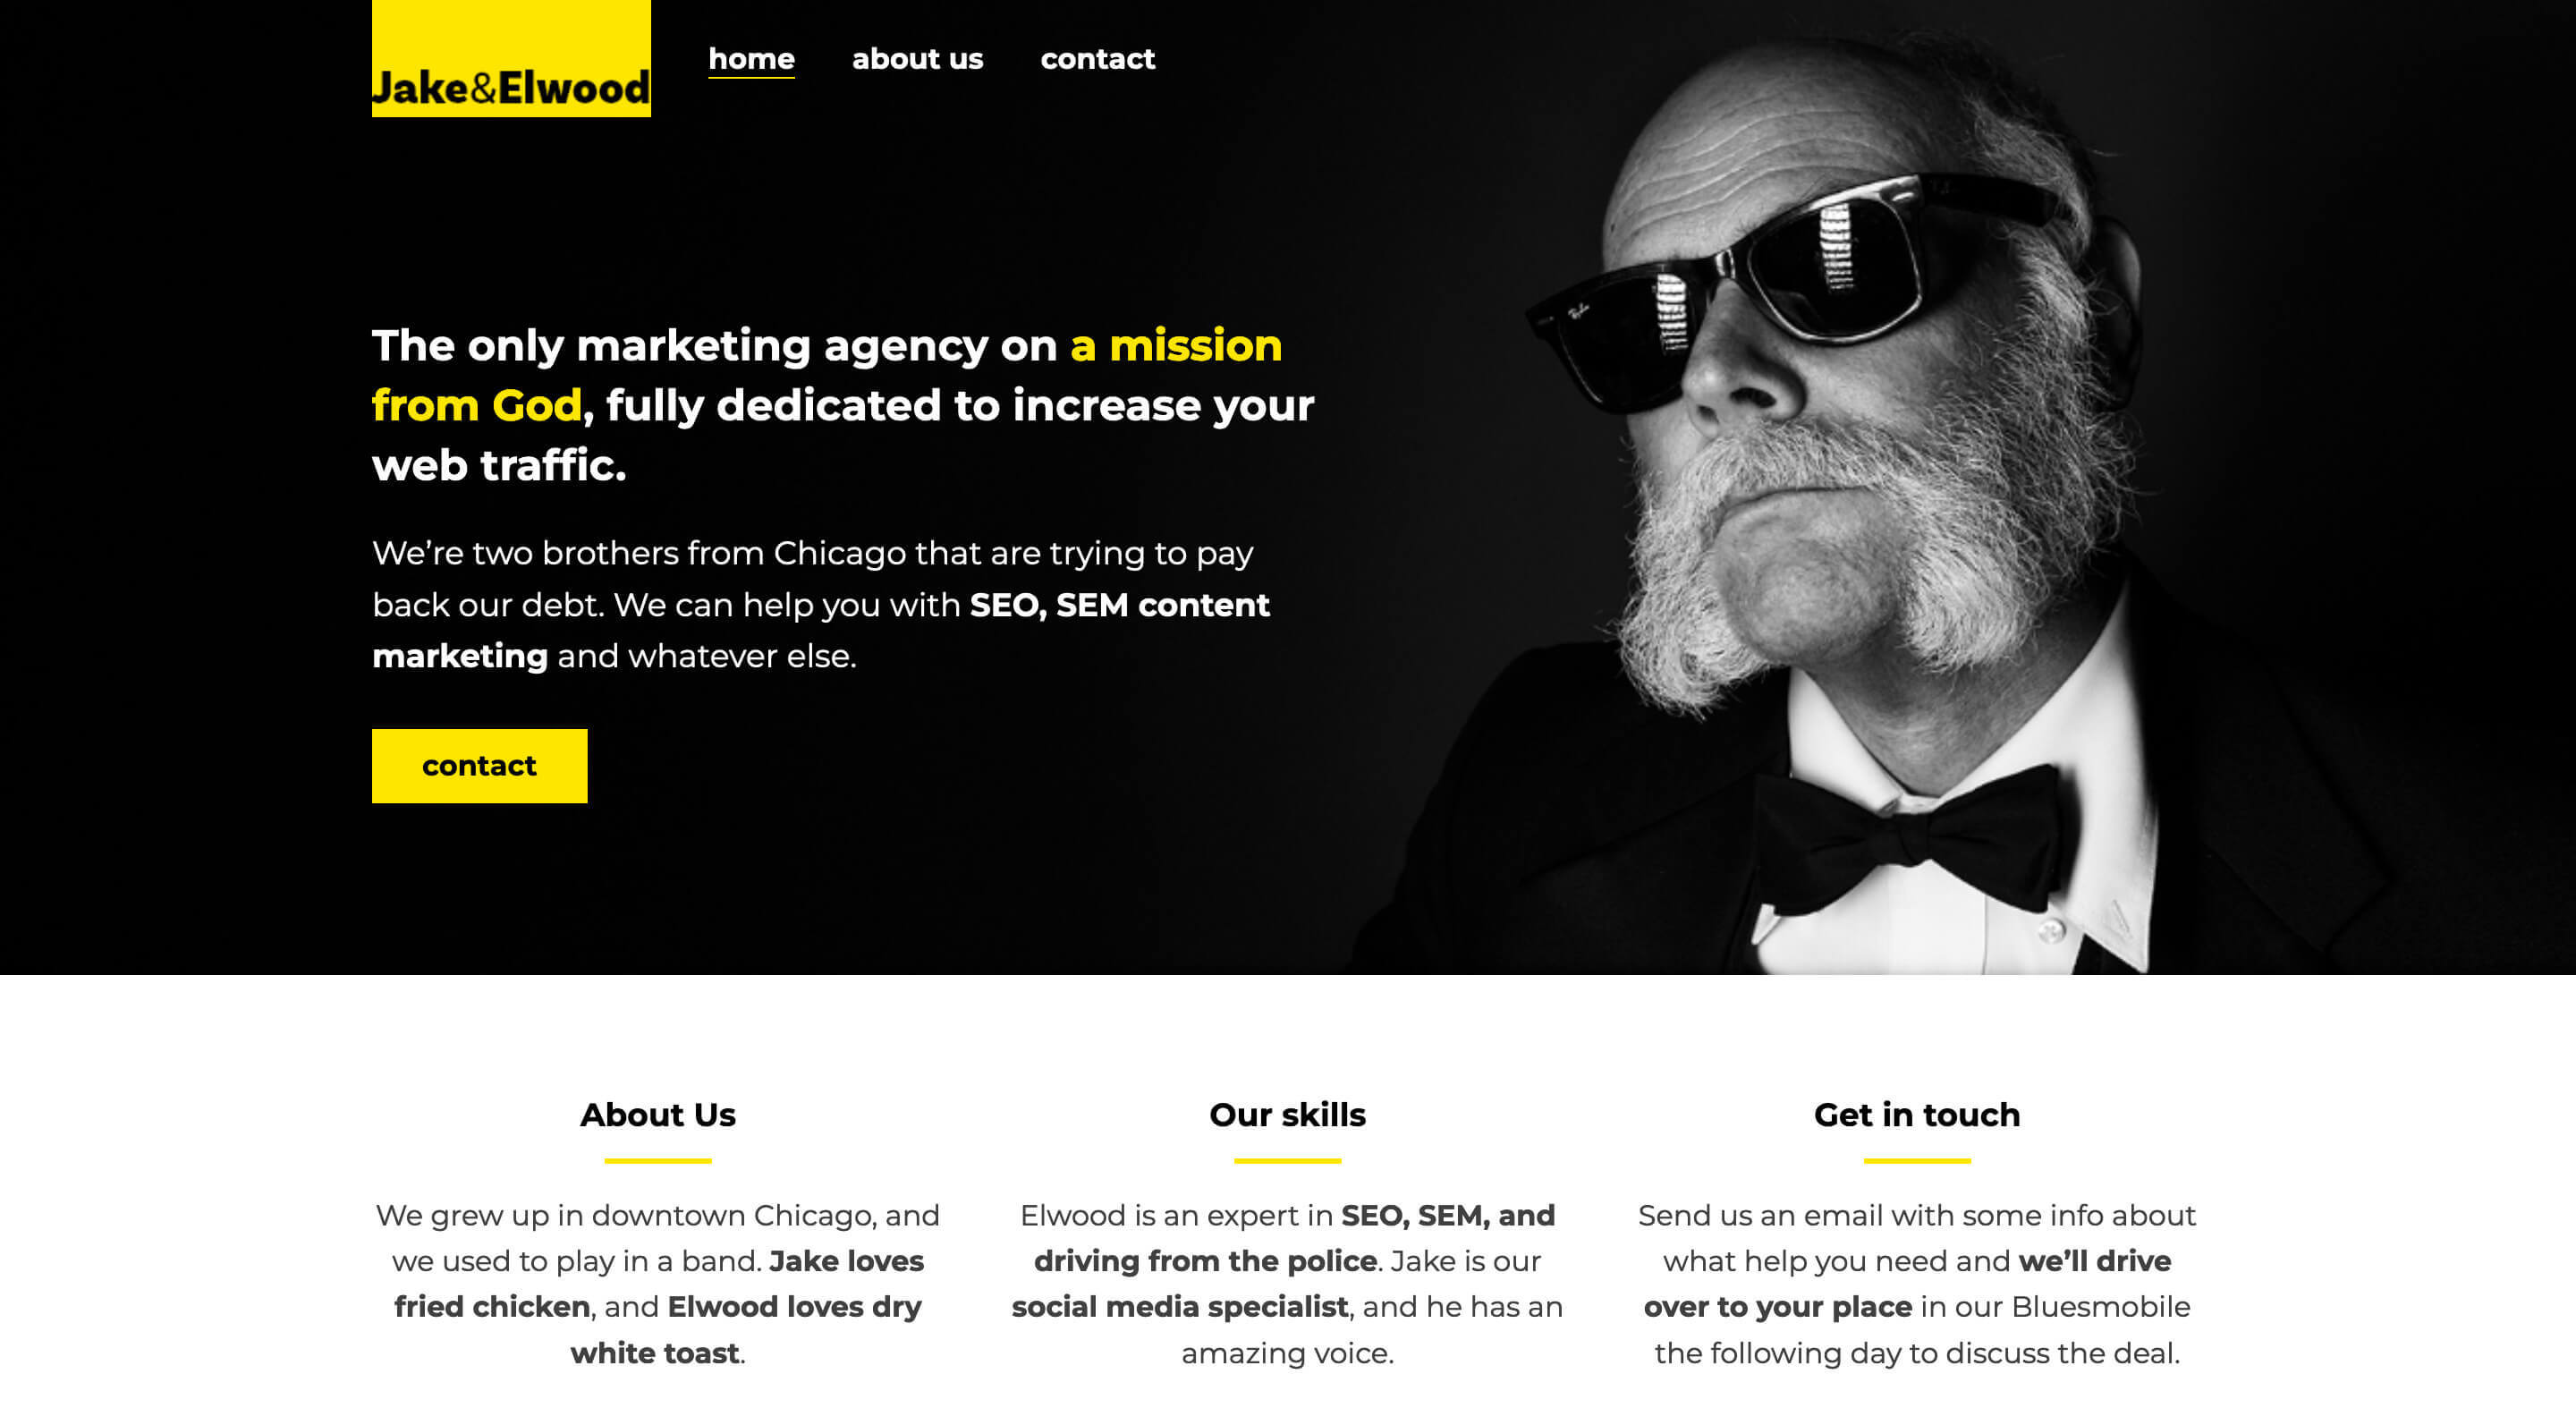 Jake&Elwood
home
about us
contact
The only marketing agency on a mission
from God, fully dedicated to increase your
web traffic.
We’re two brothers from Chicago that are trying to pay
back our debt. We can help you with SEO, SEM content
marketing and whatever else.
contact
About Us
We grew up in downtown Chicago, and
we used to play in a band. Jake loves
fried chicken, and Elwood loves dry
white toast.
Our skills
Elwood is an expert in SEO, SEM, and
driving from the police. Jake is our
social media specialist, and he has an
amazing voice.
Get in touch
Send us an email with some info about
what help you need and we’ll drive
over to your place in our Bluesmobile
the following day to discuss the deal.